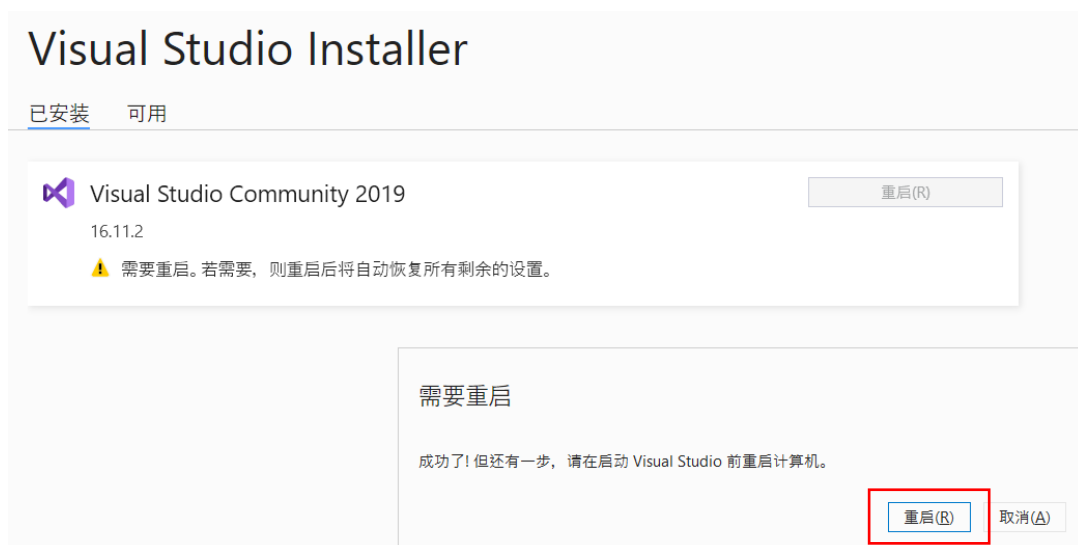 Visual Studio Installer
已安装 可用
Visual Studio Community 2019 重启(R)
16.11.2
需要重启。若需要，则重启后将自动恢复所有剩余的设置。
需要重启
成功了! 但还有一步，请在启动 Visual Studio 前重启计算机。
重启(R) 取消(A)